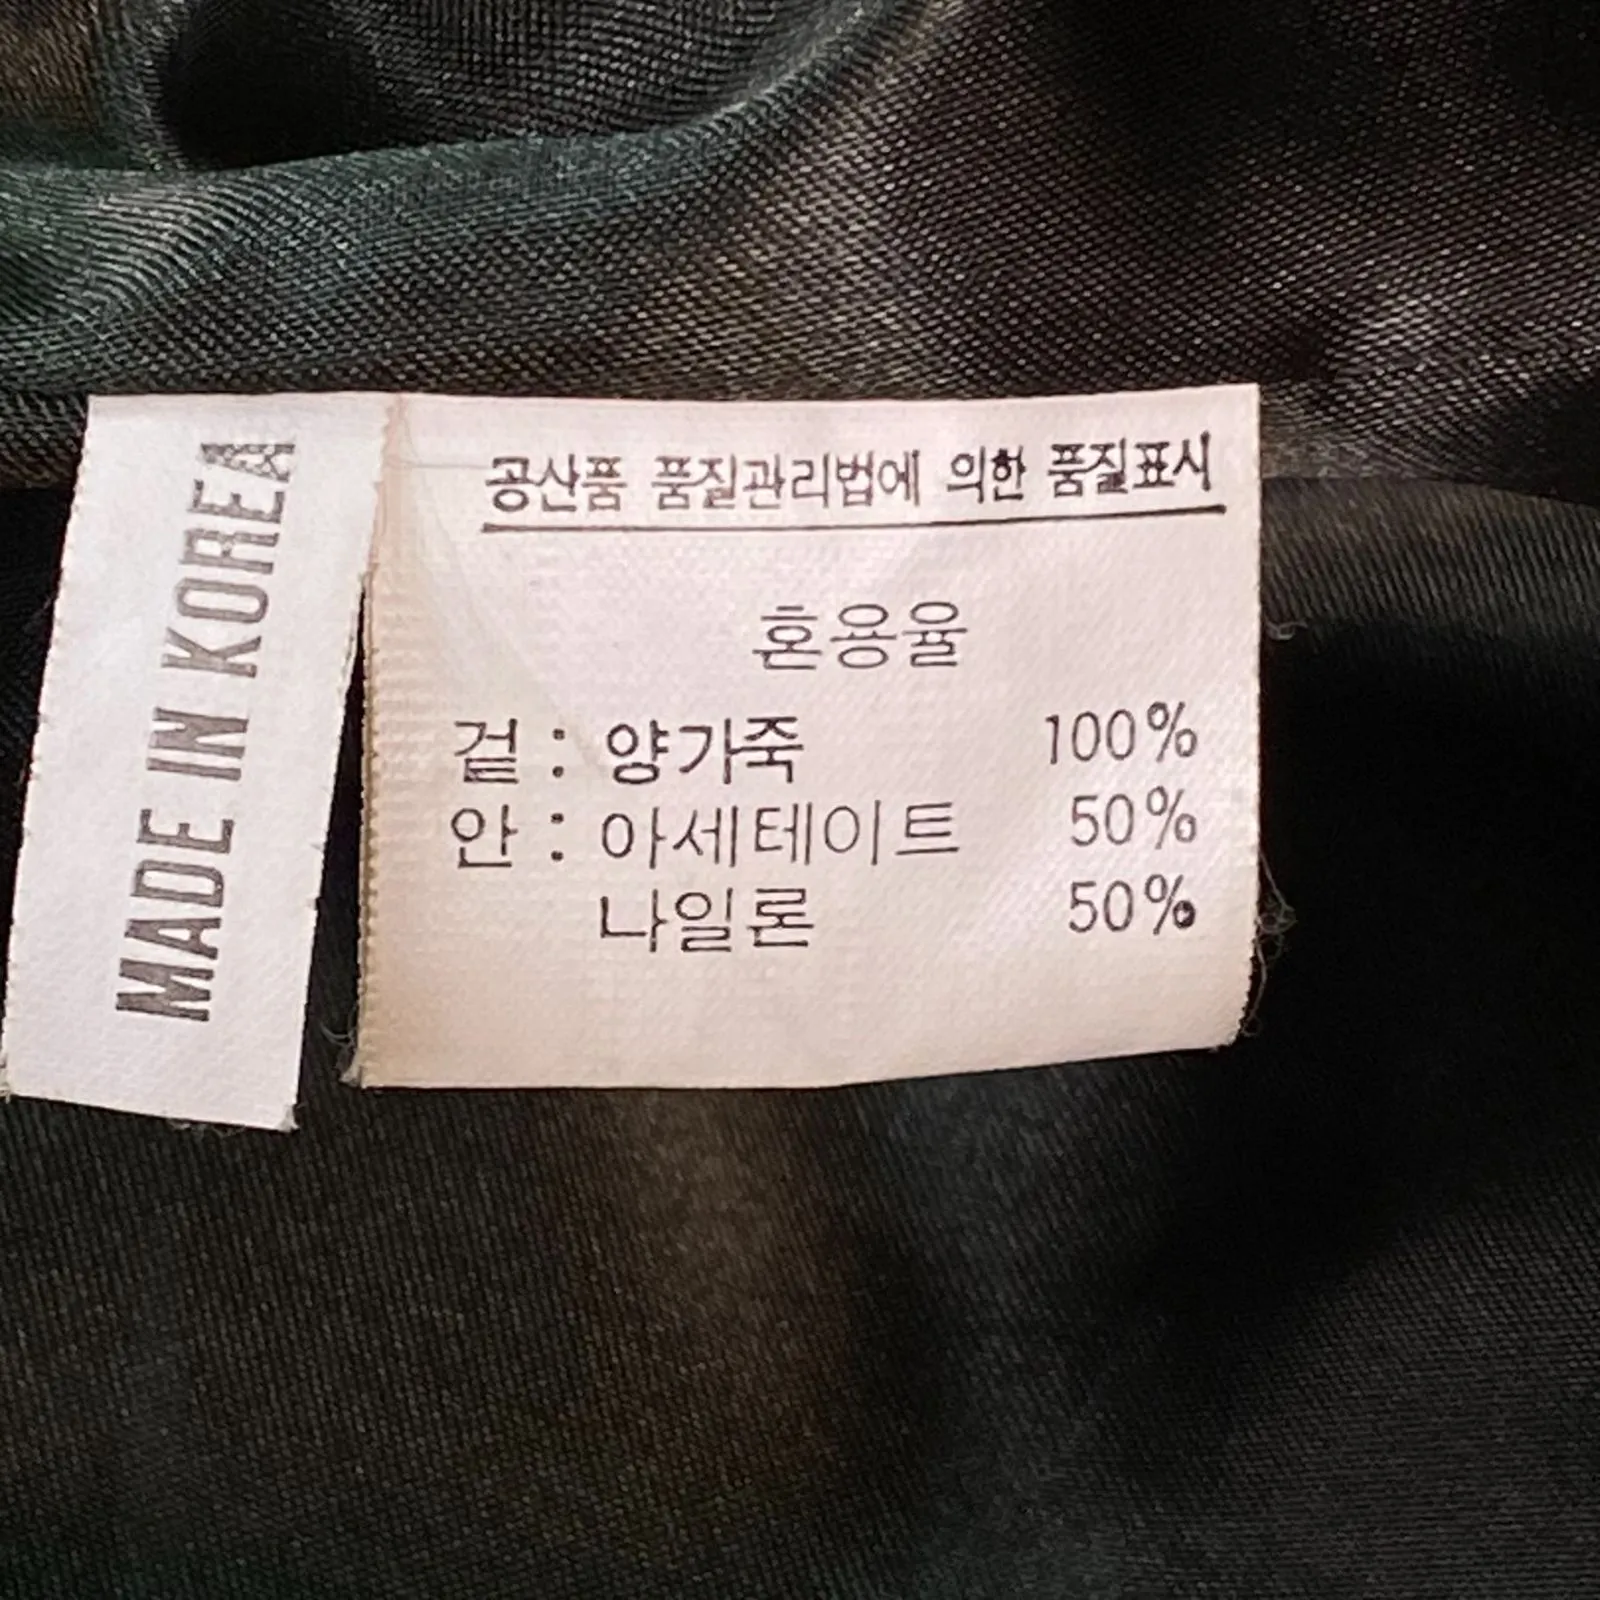 MADE IN KOREA
공산품 품질관리법에 의한 품질표시
혼용율
겉 : 양가죽 100%
안 : 아세테이트 50%
나일론 50%